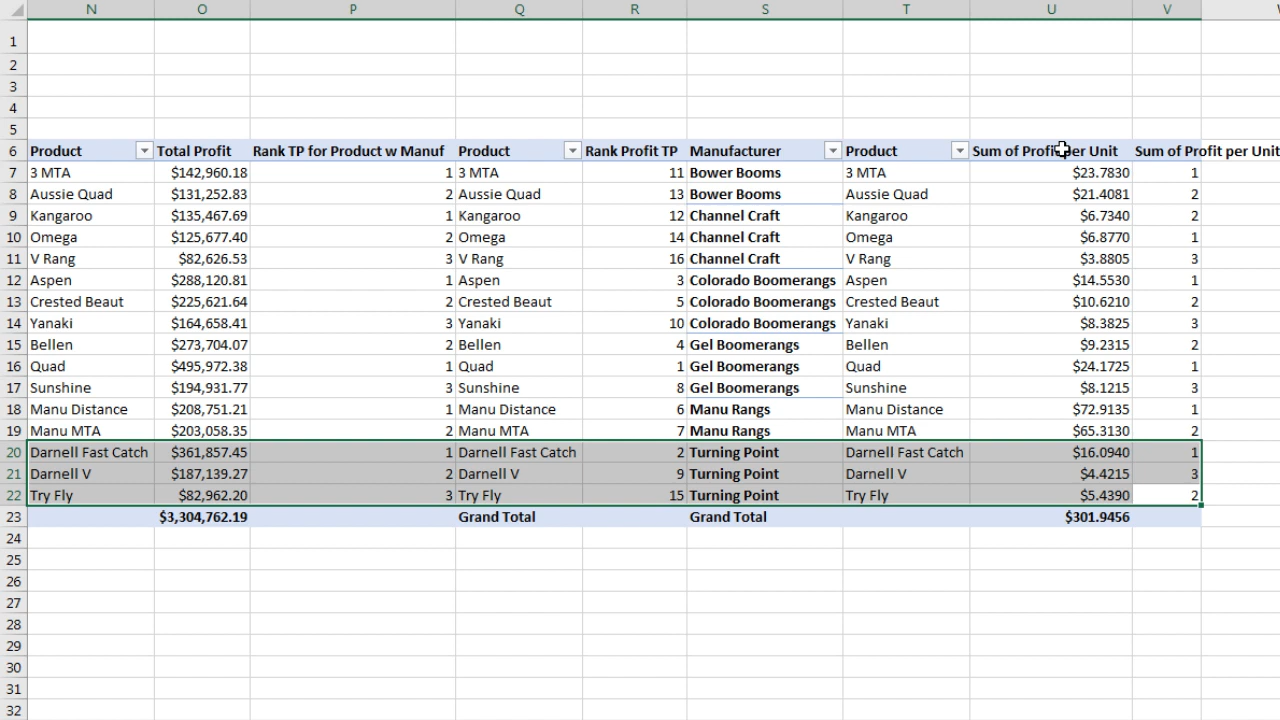 N O P Q R S T U V
1
2
3
4
5
6 Product Total Profit Rank TP for Product w Manuf Product Rank Profit TP Manufacturer Product Sum of Profit per Unit Sum of Profit per Unit
7 3 MTA $142,960.18 1 3 MTA 11 Bower Booms 3 MTA $23.7830 1
8 Aussie Quad $131,252.83 2 Aussie Quad 13 Bower Booms Aussie Quad $21.4081 2
9 Kangaroo $135,467.69 1 Kangaroo 12 Channel Craft Kangaroo $6.7340 2
10 Omega $125,677.40 2 Omega 14 Channel Craft Omega $6.8770 1
11 V Rang $82,626.53 3 V Rang 16 Channel Craft V Rang $3.8805 3
12 Aspen $288,120.81 1 Aspen 3 Colorado Boomerangs Aspen $14.5530 1
13 Crested Beaut $225,621.64 2 Crested Beaut 5 Colorado Boomerangs Crested Beaut $10.6210 2
14 Yanaki $164,658.41 3 Yanaki 10 Colorado Boomerangs Yanaki $8.3825 3
15 Bellen $273,704.07 2 Bellen 4 Gel Boomerangs Bellen $9.2315 2
16 Quad $495,972.38 1 Quad 1 Gel Boomerangs Quad $24.1725 1
17 Sunshine $194,931.77 3 Sunshine 8 Gel Boomerangs Sunshine $8.1215 3
18 Manu Distance $208,751.21 1 Manu Distance 6 Manu Rangs Manu Distance $72.9135 1
19 Manu MTA $203,058.35 2 Manu MTA 7 Manu Rangs Manu MTA $65.3130 2
20 Darnell Fast Catch $361,857.45 1 Darnell Fast Catch 2 Turning Point Darnell Fast Catch $16.0940 1
21 Darnell V $187,139.27 2 Darnell V 9 Turning Point Darnell V $4.4215 3
22 Try Fly $82,962.20 3 Try Fly 15 Turning Point Try Fly $5.4390 2
23 $3,304,762.19 Grand Total Grand Total $301.9456
24
25
26
27
28
29
30
31
32